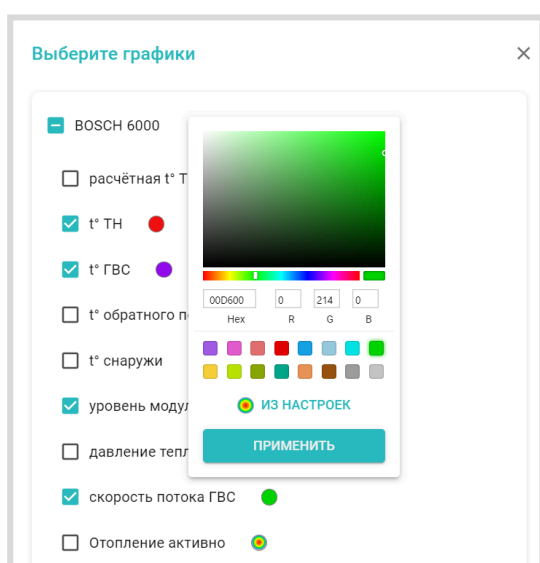 Выберите графики
BOSCH 6000
расчётная t° Т
t° ТН
t° ГВС
00D600 0 214 0
Hex R G B
t° обратного п
t° снаружи
уровень моду
ИЗ НАСТРОЕК
ПРИМЕНИТЬ
давление тепл
скорость потока ГВС
Отопление активно